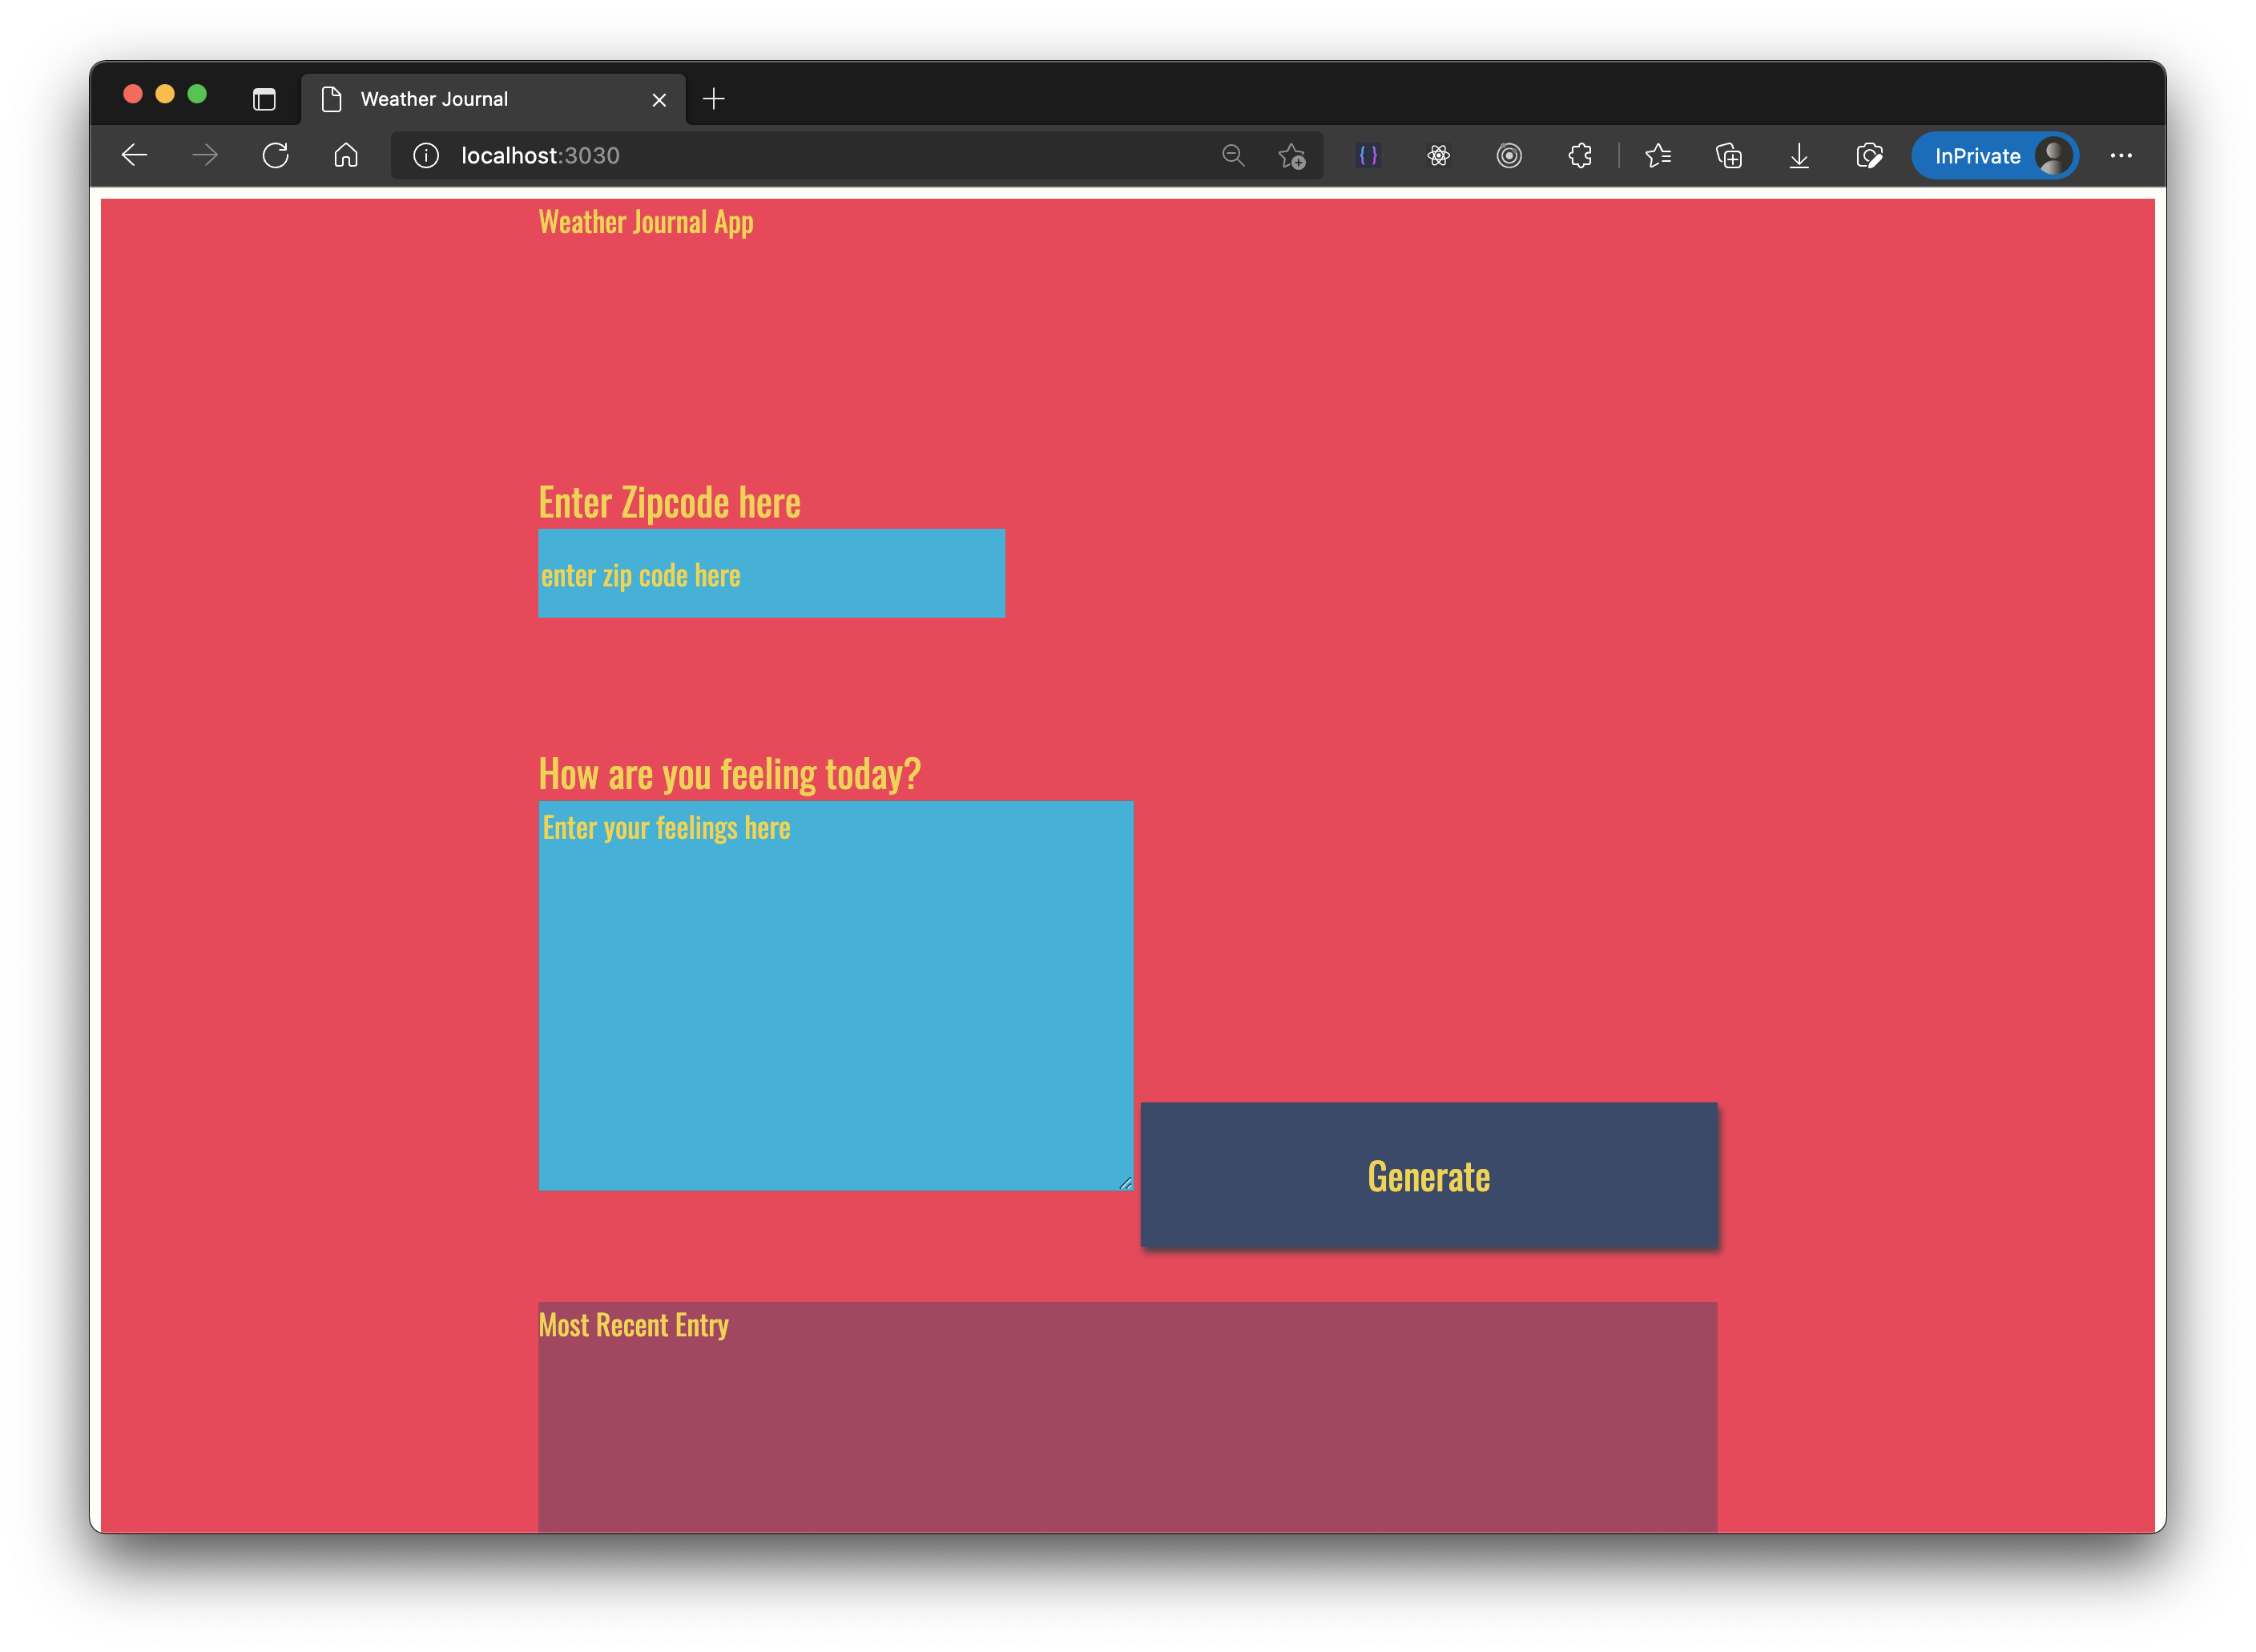 Weather Journal
localhost:3030
InPrivate
Weather Journal App
Enter Zipcode here
enter zip code here
How are you feeling today?
Enter your feelings here
Generate
Most Recent Entry